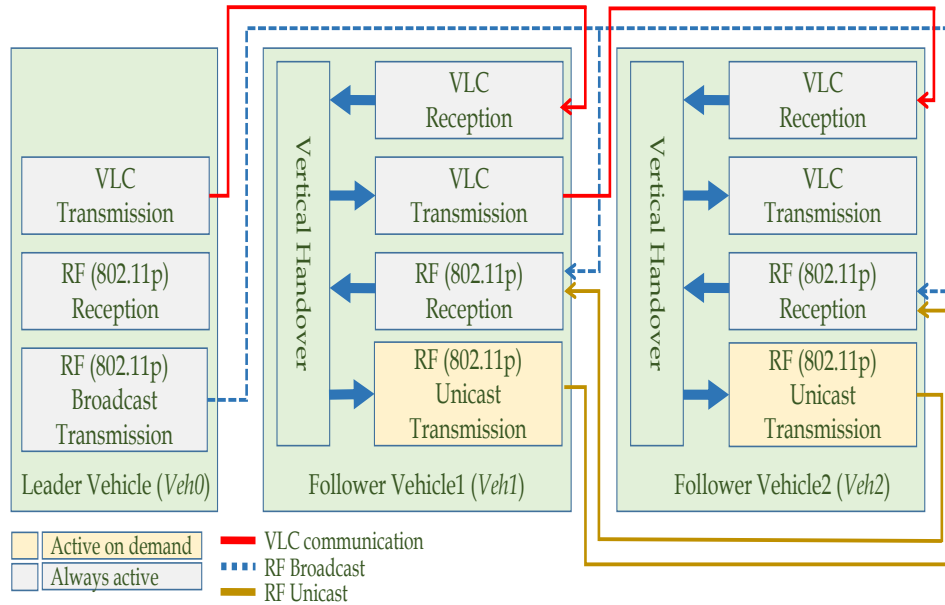 VLC
Transmission
RF (802.11p)
Reception
RF (802.11p)
Broadcast
Transmission
Leader Vehicle (Veh0)
Vertical Handover
VLC
Reception
VLC
Transmission
RF (802.11p)
Reception
RF (802.11p)
Unicast
Transmission
Follower Vehicle1 (Veh1)
Vertical Handover
VLC
Reception
VLC
Transmission
RF (802.11p)
Reception
RF (802.11p)
Unicast
Transmission
Follower Vehicle2 (Veh2)
Active on demand
Always active
VLC communication
RF Broadcast
RF Unicast